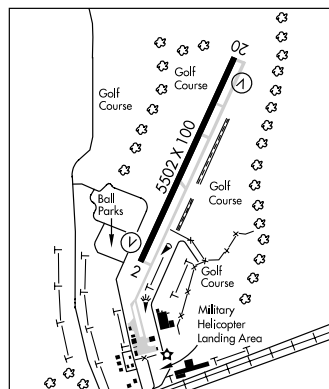 20
V
Golf
Course
Golf
Course
5502 X 100
Golf
Course
Ball
Parks
V
2
Golf
Course
Military
Helicopter
Landing Area